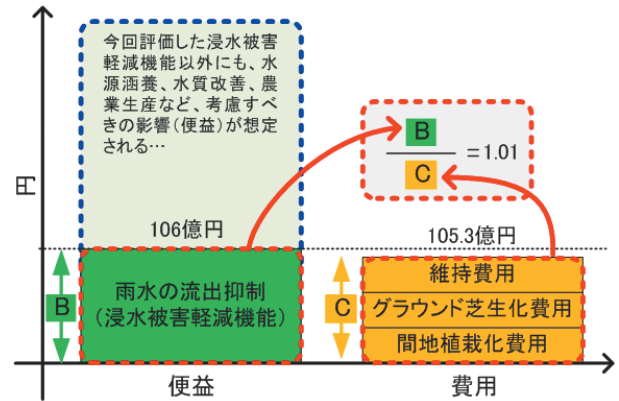 今回評価した浸水被害
軽減機能以外にも、水
源涵養、水質改善、農
業生産など、考慮すべ
きの影響(便益)が想定
される…
B
C
=1.01
円
106億円
105.3億円
B
雨水の流出抑制
(浸水被害軽減機能)
C
維持費用
グラウンド芝生化費用
間地植栽化費用
便益
費用